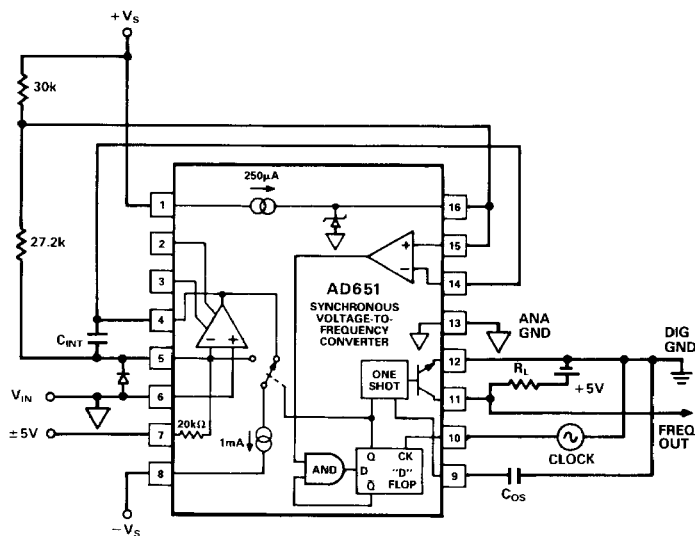 +VS
30k
27.2k
250μA
1
2
3
4
5
6
7
8
16
15
14
13
12
11
10
9
AD651
SYNCHRONOUS
VOLTAGE-TO-
FREQUENCY
CONVERTER
+
−
−
+
CINT
VIN
±5V
−VS
20kΩ
1mA
ONE
SHOT
AND
Q
CK
D
"D"
FLOP
Q̄
ANA
GND
DIG
GND
RL
+5V
FREQ
OUT
CLOCK
COS